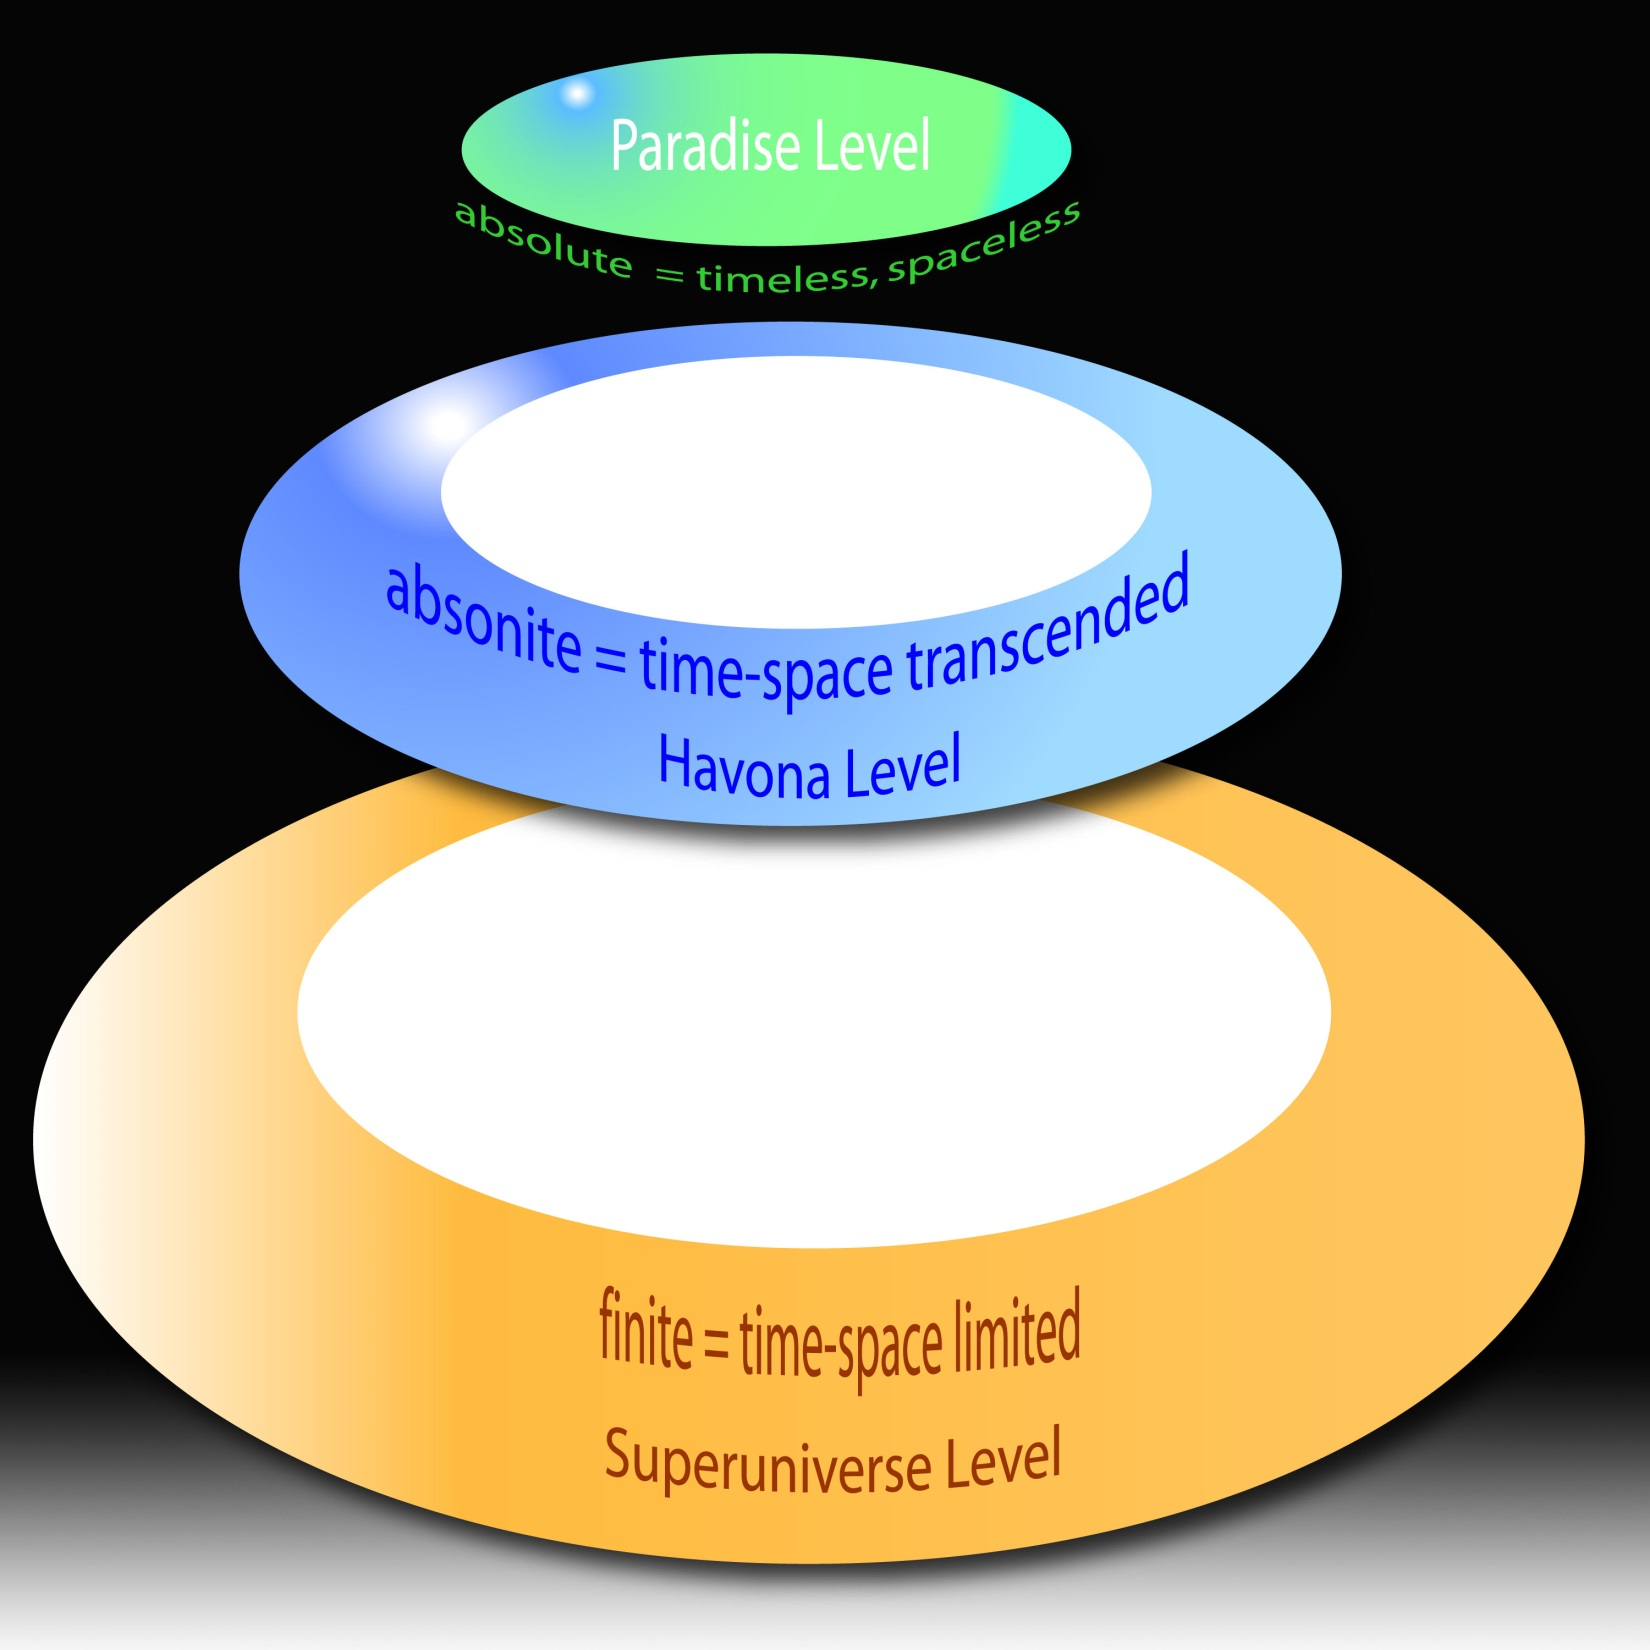 Paradise Level
absolute = timeless, spaceless
absonite = time-space transcended
Havona Level
finite = time-space limited
Superuniverse Level